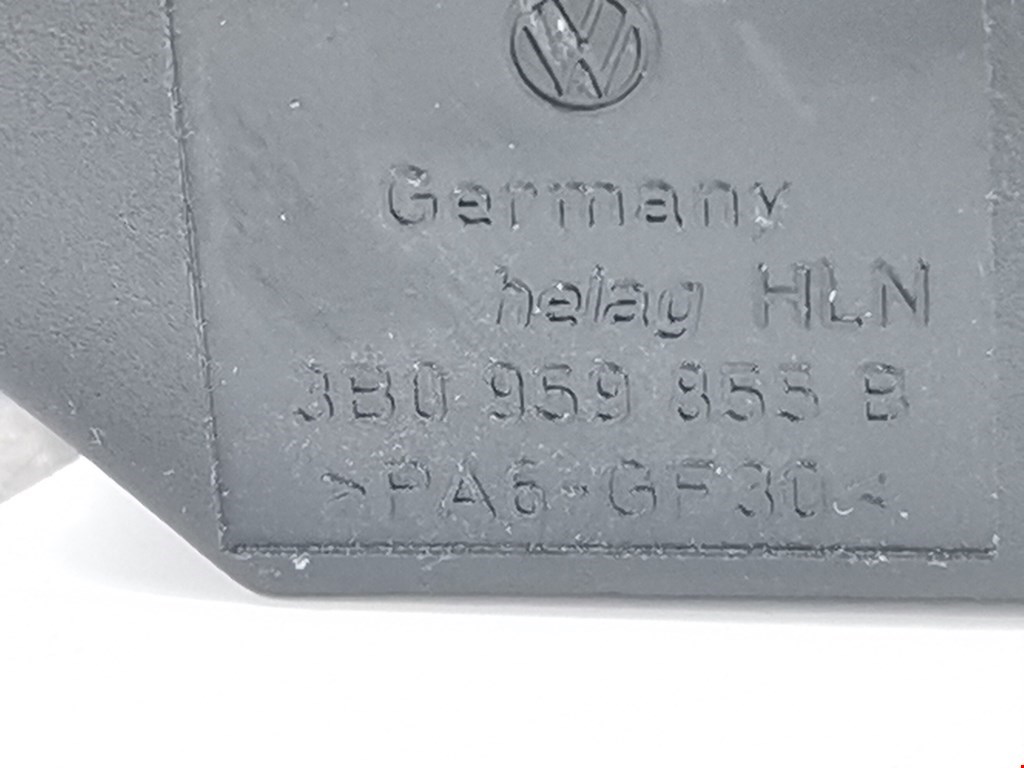 Germany
helag HLN
3B0 959 855 B
>PA6-GF30<